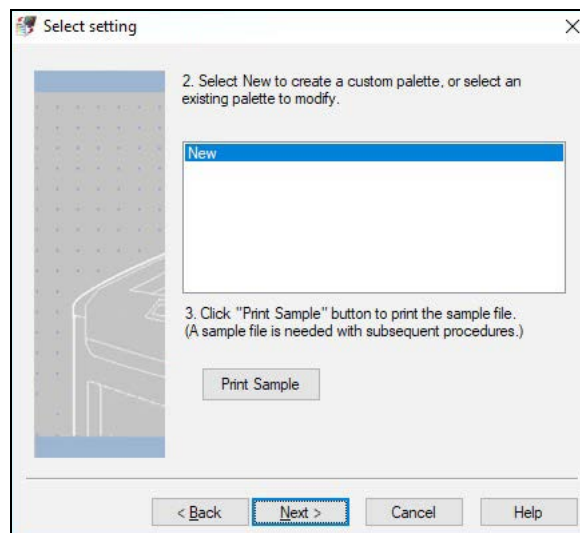 Select setting
2. Select New to create a custom palette, or select an
existing palette to modify.
New
3. Click "Print Sample" button to print the sample file.
(A sample file is needed with subsequent procedures.)
Print Sample
< Back
Next >
Cancel
Help